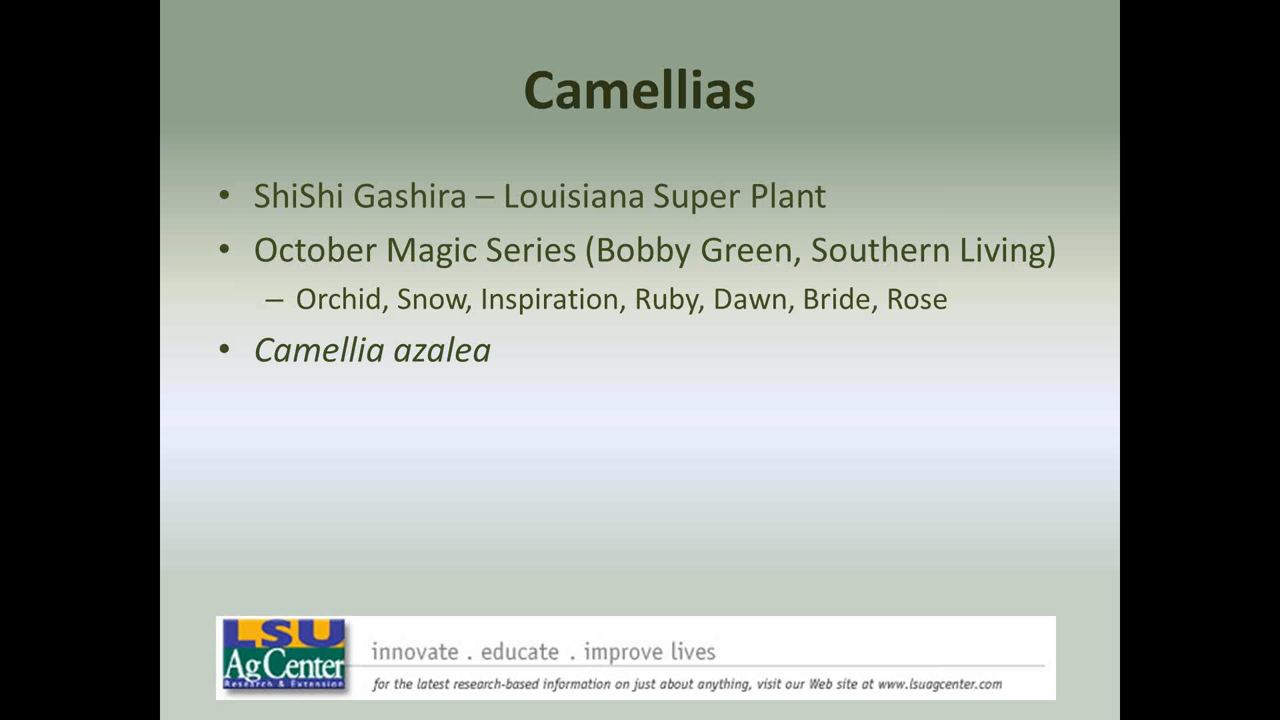 Camellias
• ShiShi Gashira – Louisiana Super Plant
• October Magic Series (Bobby Green, Southern Living)
– Orchid, Snow, Inspiration, Ruby, Dawn, Bride, Rose
• Camellia azalea
LSU
AgCenter
Research & Extension
innovate . educate . improve lives
for the latest research-based information on just about anything, visit our Web site at www.lsuagcenter.com